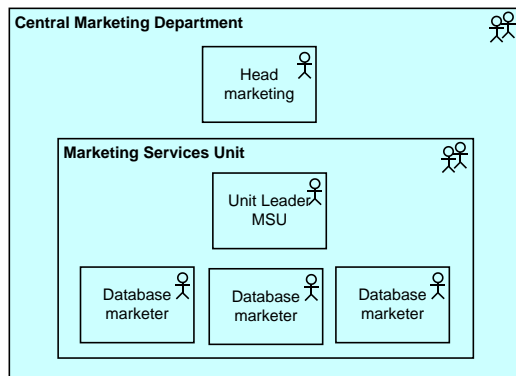 Central Marketing Department
Head
marketing
Marketing Services Unit
Unit Leader
MSU
Database
marketer
Database
marketer
Database
marketer